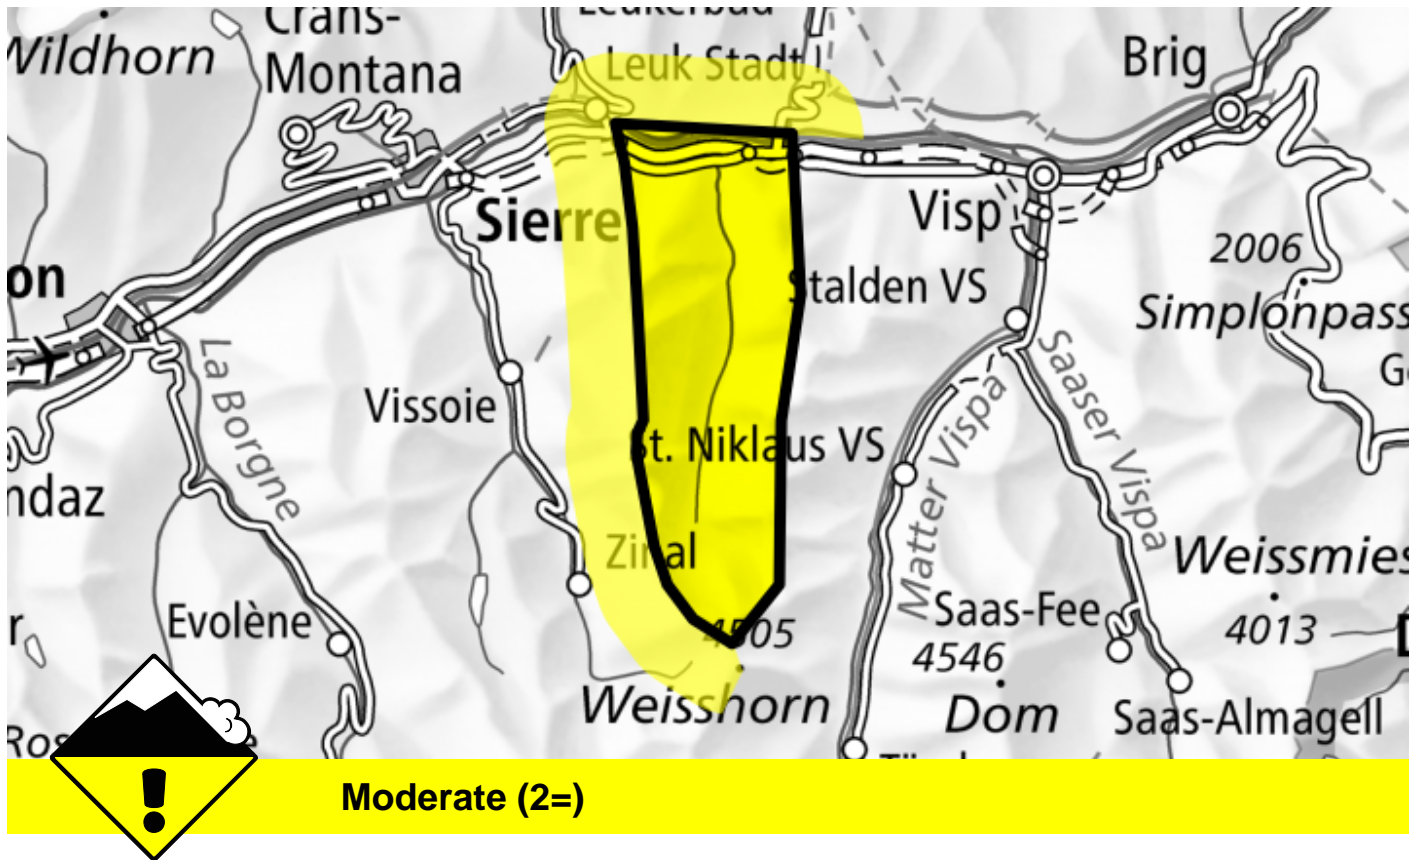 Crans-
Montana
Wildhorn
Leukerbad
Leuk Stadt
Brig
Sierre
Visp
2006
Simplonpass
on
Stalden VS
La Borgne
Vissoie
St. Niklaus VS
Matter Vispa
Saaser Vispa
ndaz
Zinal
Weissmies
4013
Evolène
4505
Weisshorn
Saas-Fee
4546
Dom
Saas-Almagell
Moderate (2=)